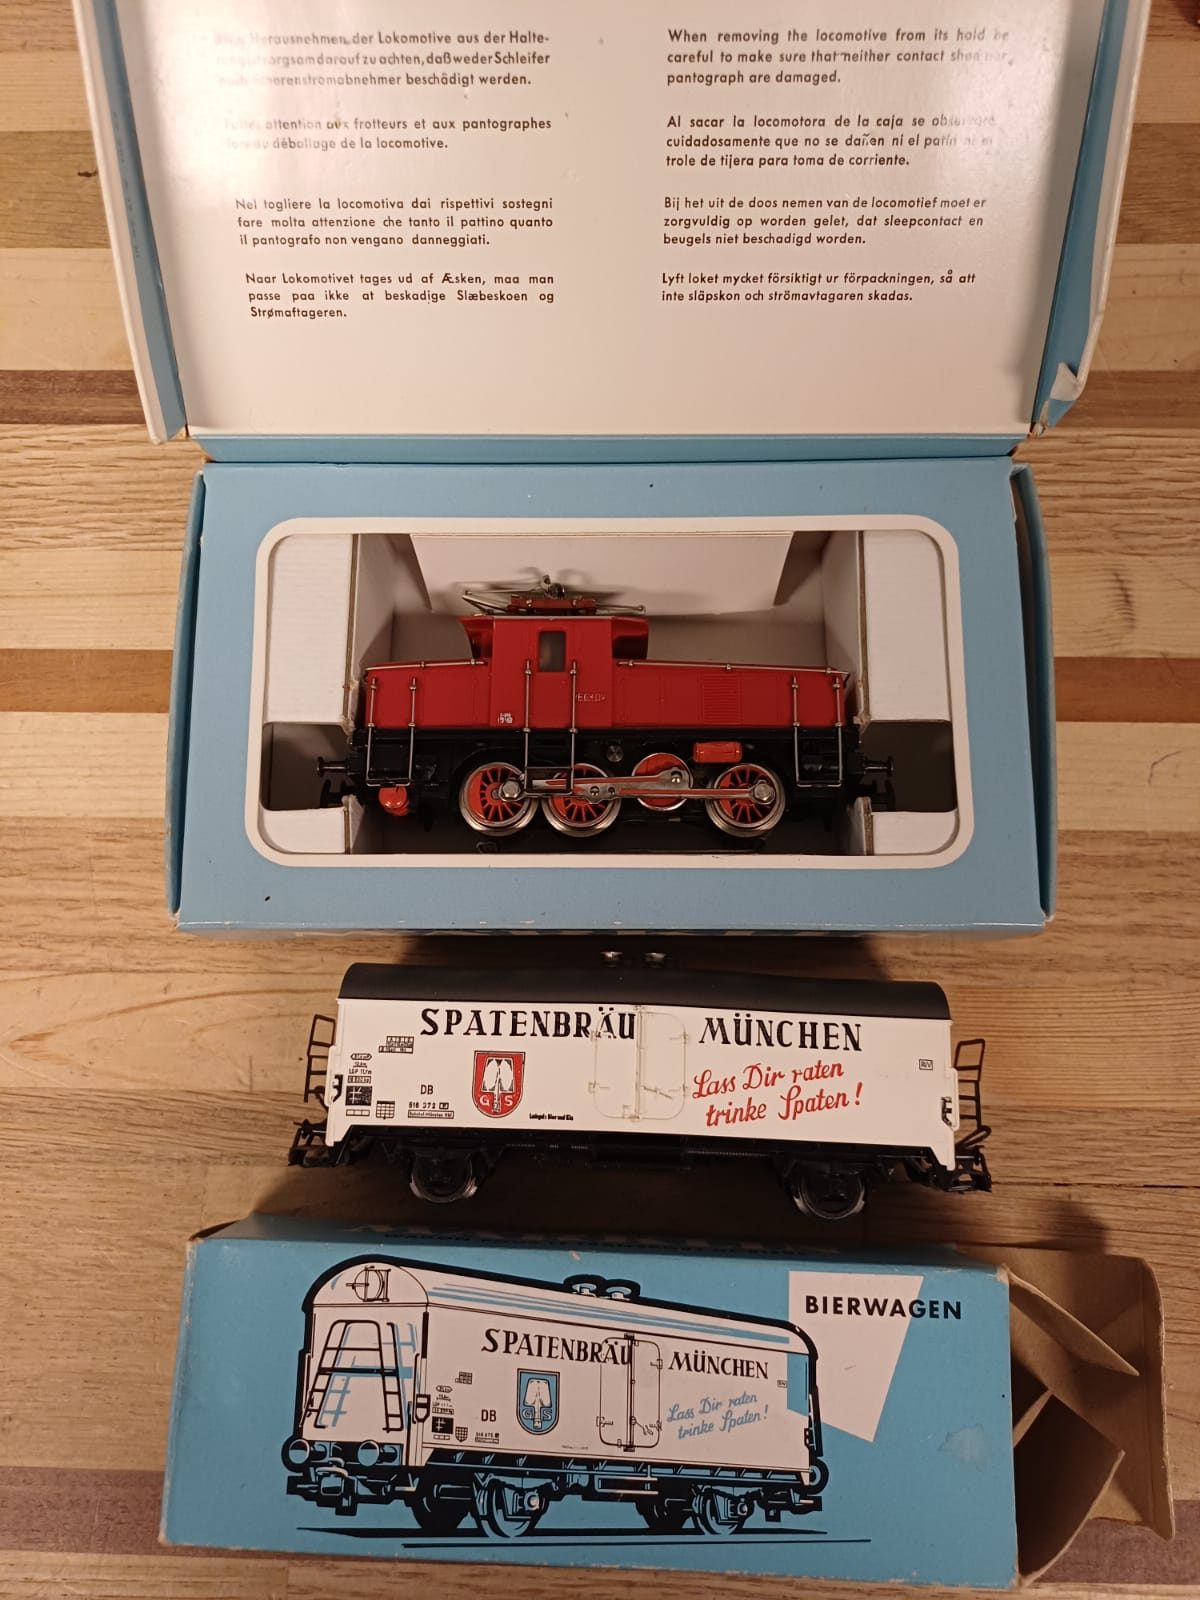 Herausnehmen der Lokomotive aus der Halte-
sorgsam darauf zu achten, daß weder Schleifer
noch Scherenstromabnehmer beschädigt werden.
attention aux frotteurs et aux pantographes
déballage de la locomotive.
Nel togliere la locomotiva dai rispettivi sostegni
fare molta attenzione che tanto il pattino quanto
il pantografo non vengano danneggiati.
Naar Lokomotivet tages ud af Æsken, maa man
passe paa ikke at beskadige Slæbeskoen og
Strømaftageren.
When removing the locomotive from its hold be
careful to make sure that neither contact shoe nor
pantograph are damaged.
Al sacar la locomotora de la caja se observará
cuidadosamente que no se dañen ni el patín ni el
trole de tijera para toma de corriente.
Bij het uit de doos nemen van de locomotief moet er
zorgvuldig op worden gelet, dat sleepcontact en
beugels niet beschadigd worden.
Lyft loket mycket försiktigt ur förpackningen, så att
inte släpskon och strömavtagaren skadas.
SPATENBRÄU MÜNCHEN
Lass Dir raten
trinke Spaten!
G S
DB
516 372
RIV
BIERWAGEN
SPATENBRÄU MÜNCHEN
Lass Dir raten
trinke Spaten!
G S
DB